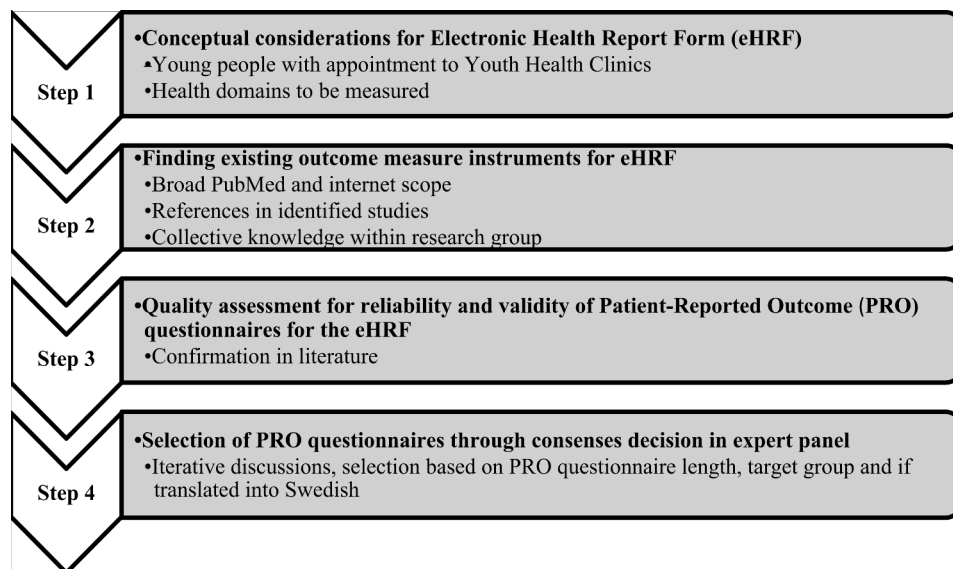 Step 1
•Conceptual considerations for Electronic Health Report Form (eHRF)
•Young people with appointment to Youth Health Clinics
•Health domains to be measured
Step 2
•Finding existing outcome measure instruments for eHRF
•Broad PubMed and internet scope
•References in identified studies
•Collective knowledge within research group
Step 3
•Quality assessment for reliability and validity of Patient-Reported Outcome (PRO)
questionnaires for the eHRF
•Confirmation in literature
Step 4
•Selection of PRO questionnaires through consenses decision in expert panel
•Iterative discussions, selection based on PRO questionnaire length, target group and if
translated into Swedish